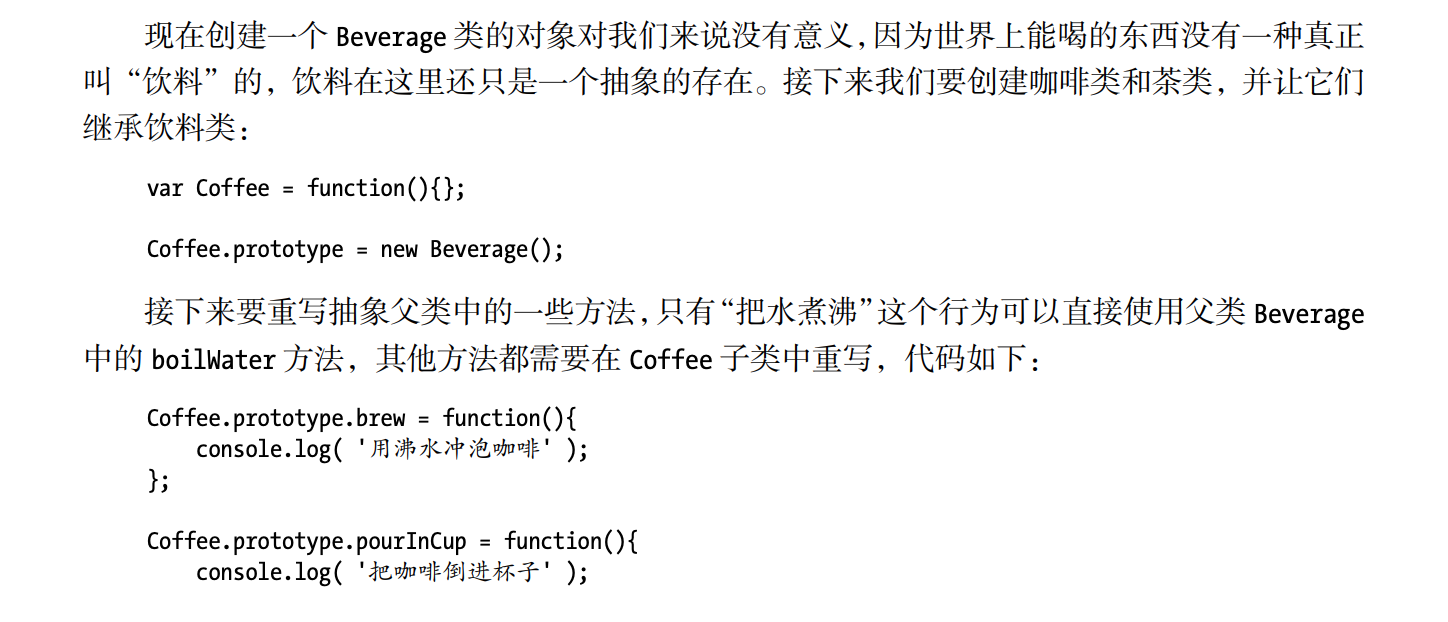 现在创建一个 Beverage 类的对象对我们来说没有意义，因为世界上能喝的东西没有一种真正
叫“饮料”的，饮料在这里还只是一个抽象的存在。接下来我们要创建咖啡类和茶类，并让它们
继承饮料类：
var Coffee = function(){};
Coffee.prototype = new Beverage();
接下来要重写抽象父类中的一些方法，只有“把水煮沸”这个行为可以直接使用父类 Beverage
中的 boilWater 方法，其他方法都需要在 Coffee 子类中重写，代码如下：
Coffee.prototype.brew = function(){
    console.log( '用沸水冲泡咖啡' );
};
Coffee.prototype.pourInCup = function(){
    console.log( '把咖啡倒进杯子' );